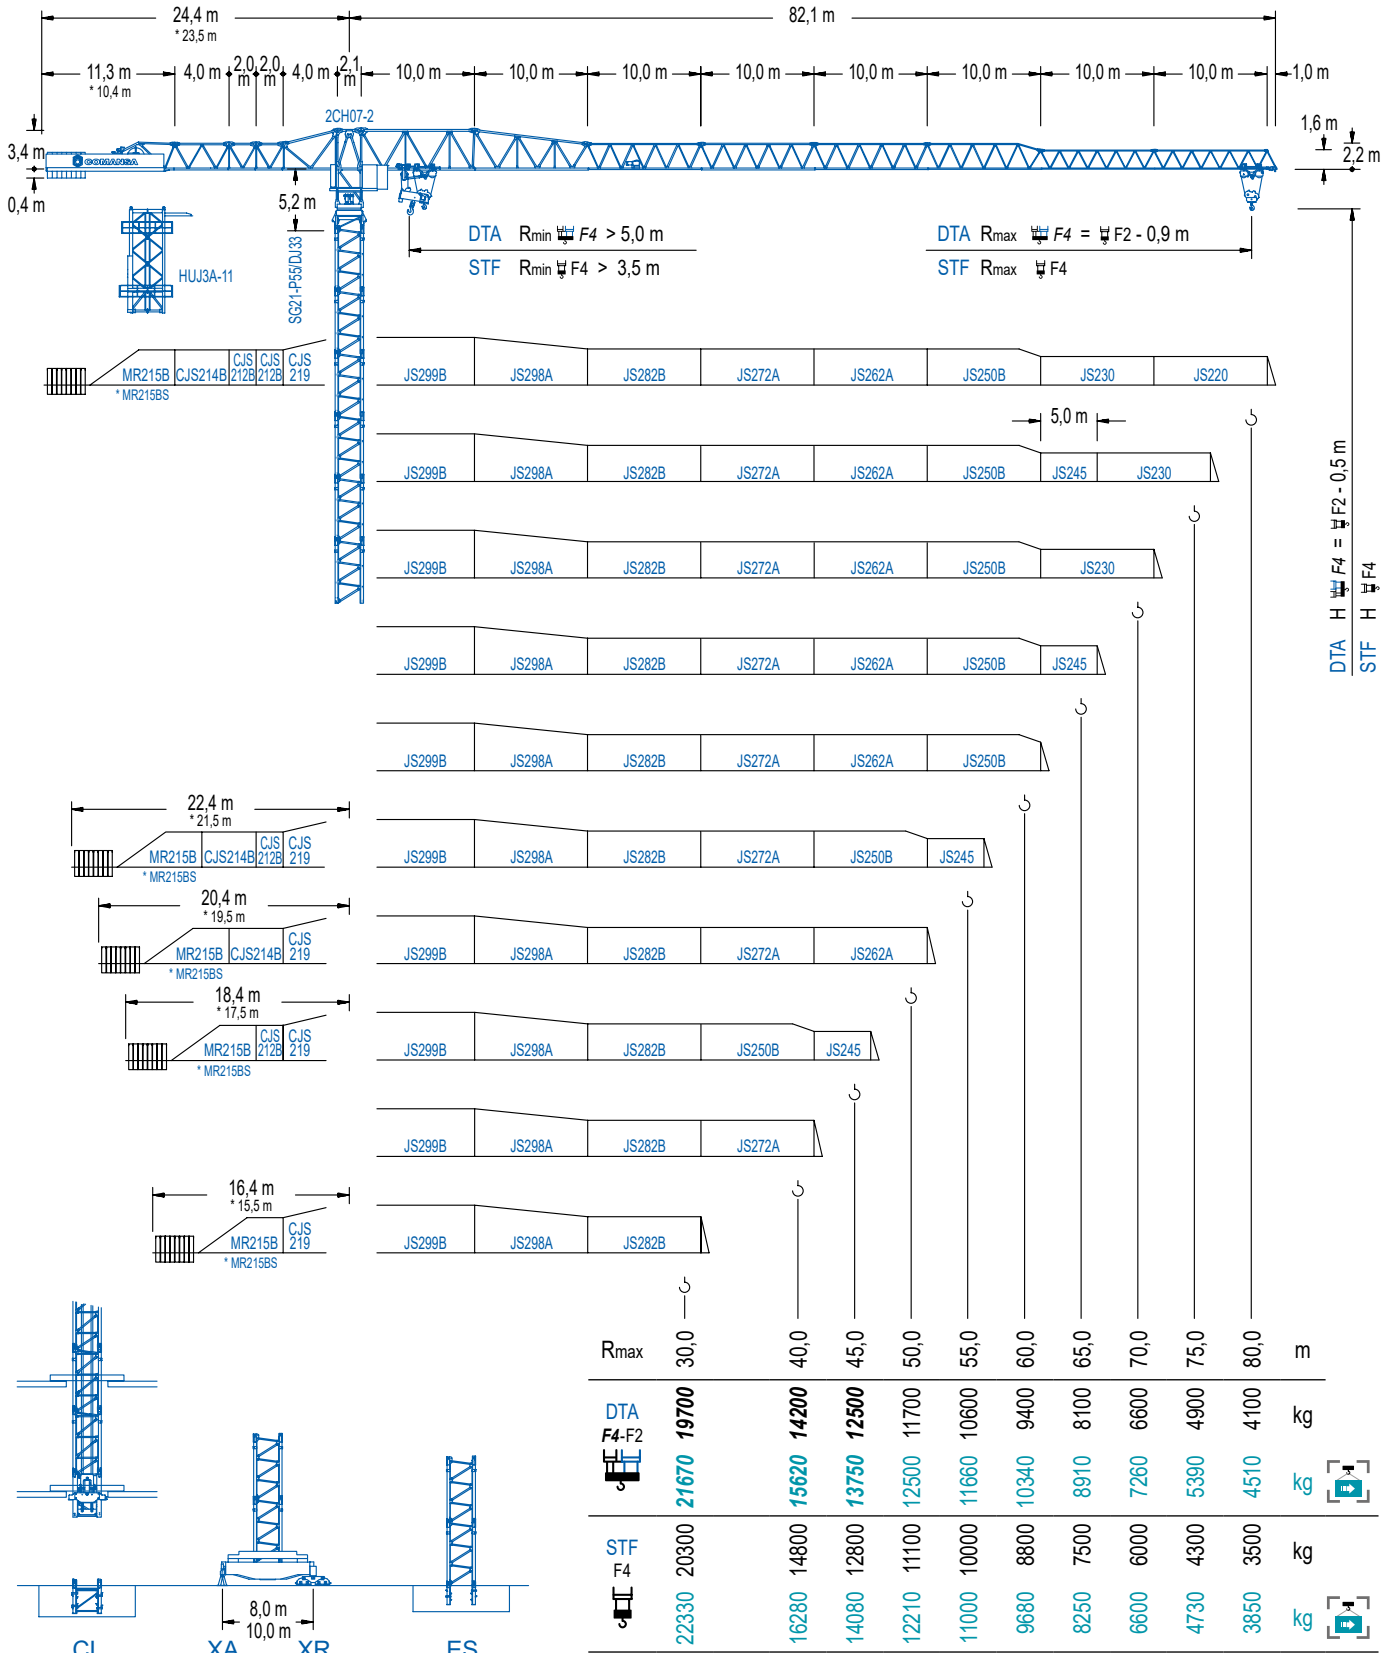 24,4 m
* 23,5 m
82,1 m
11,3 m
* 10,4 m
4,0 m
2,0 m
2,0 m
4,0 m
2,1 m
10,0 m
10,0 m
10,0 m
10,0 m
10,0 m
10,0 m
10,0 m
10,0 m
1,0 m
2CH07-2
3,4 m
COMANSA
0,4 m
1,6 m
2,2 m
5,2 m
HUJ3A-11
SG21-P55/DJ33
DTA Rmin F4 > 5,0 m
STF Rmin F4 > 3,5 m
DTA Rmax F4 = F2 - 0,9 m
STF Rmax F4
DTA H F4 = F2 - 0,5 m
STF H F4
MR215B CJS214B CJS 212B CJS 212B CJS 219
* MR215BS
JS299B JS298A JS282B JS272A JS262A JS250B JS230 JS220
5,0 m
JS299B JS298A JS282B JS272A JS262A JS250B JS245 JS230
JS299B JS298A JS282B JS272A JS262A JS250B JS230
JS299B JS298A JS282B JS272A JS262A JS250B JS245
JS299B JS298A JS282B JS272A JS262A JS250B
22,4 m
* 21,5 m
MR215B CJS214B CJS 212B CJS 219
* MR215BS
JS299B JS298A JS282B JS272A JS250B JS245
20,4 m
* 19,5 m
MR215B CJS214B CJS 219
* MR215BS
JS299B JS298A JS282B JS272A JS262A
18,4 m
* 17,5 m
MR215B CJS 212B CJS 219
* MR215BS
JS299B JS298A JS282B JS250B JS245
JS299B JS298A JS282B JS272A
16,4 m
* 15,5 m
MR215B CJS 219
* MR215BS
JS299B JS298A JS282B
Rmax 30,0 40,0 45,0 50,0 55,0 60,0 65,0 70,0 75,0 80,0 m
DTA F4-F2 19700 14200 12500 11700 10600 9400 8100 6600 4900 4100 kg
21670 15620 13750 12500 11660 10340 8910 7260 5390 4510 kg
STF F4 20300 14800 12800 11100 10000 8800 7500 6000 4300 3500 kg
22330 16280 14080 12210 11000 9680 8250 6600 4730 3850 kg
8,0 m
10,0 m
XA XR